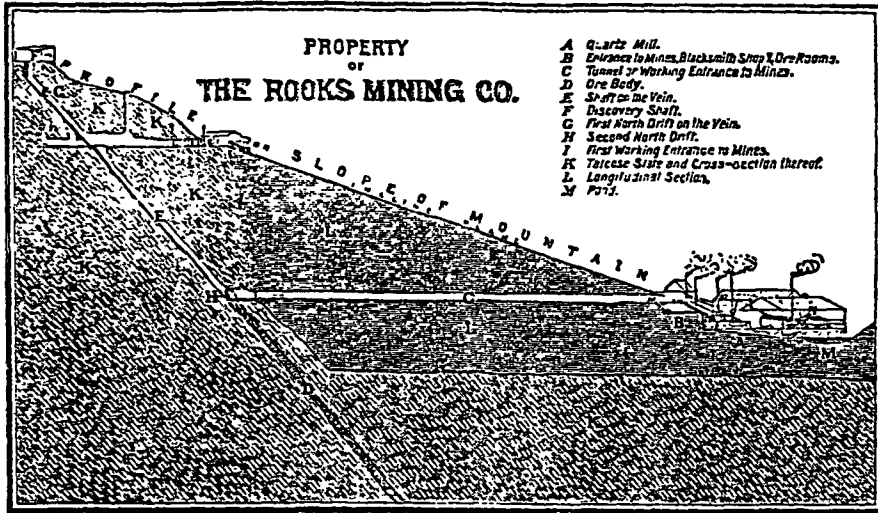 PROPERTY
OF
THE ROOKS MINING CO.
A Quartz Mill.
B Entrance to Mines, Blacksmith Shop & Ore Rooms.
C Tunnel or Working Entrance to Mines.
D Ore Body.
E Shaft on the Vein.
F Discovery Shaft.
G First North Drift on the Vein.
H Second North Drift.
I First Working Entrance to Mines.
K Talcose Slate and Cross-section thereof.
L Longitudinal Section.
M Pond.
PROFILE
SLOPE OF MOUNTAIN
K
K
K
E
H
C
B
L
M
D